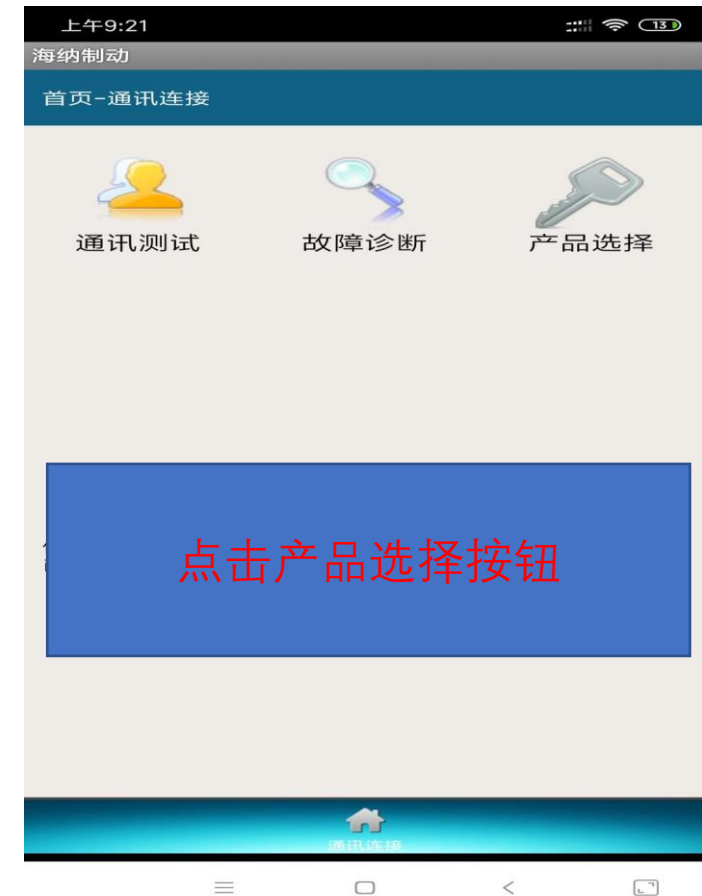 上午9:21
13
海纳制动
首页-通讯连接
通讯测试
故障诊断
产品选择
点击产品选择按钮
通讯连接